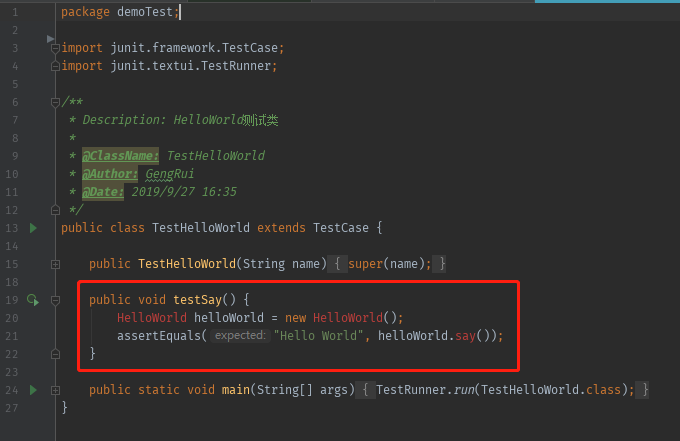 1 package demoTest;
2
3 import junit.framework.TestCase;
4 import junit.textui.TestRunner;
5
6 /**
7 * Description: HelloWorld测试类
8 *
9 * @ClassName: TestHelloWorld
10 * @Author: GengRui
11 * @Date: 2019/9/27 16:35
12 */
13 public class TestHelloWorld extends TestCase {
14
15 public TestHelloWorld(String name) { super(name); }
18
19 public void testSay() {
20 HelloWorld helloWorld = new HelloWorld();
21 assertEquals( expected: "Hello World", helloWorld.say());
22 }
23
24 public static void main(String[] args) { TestRunner.run(TestHelloWorld.class); }
27 }